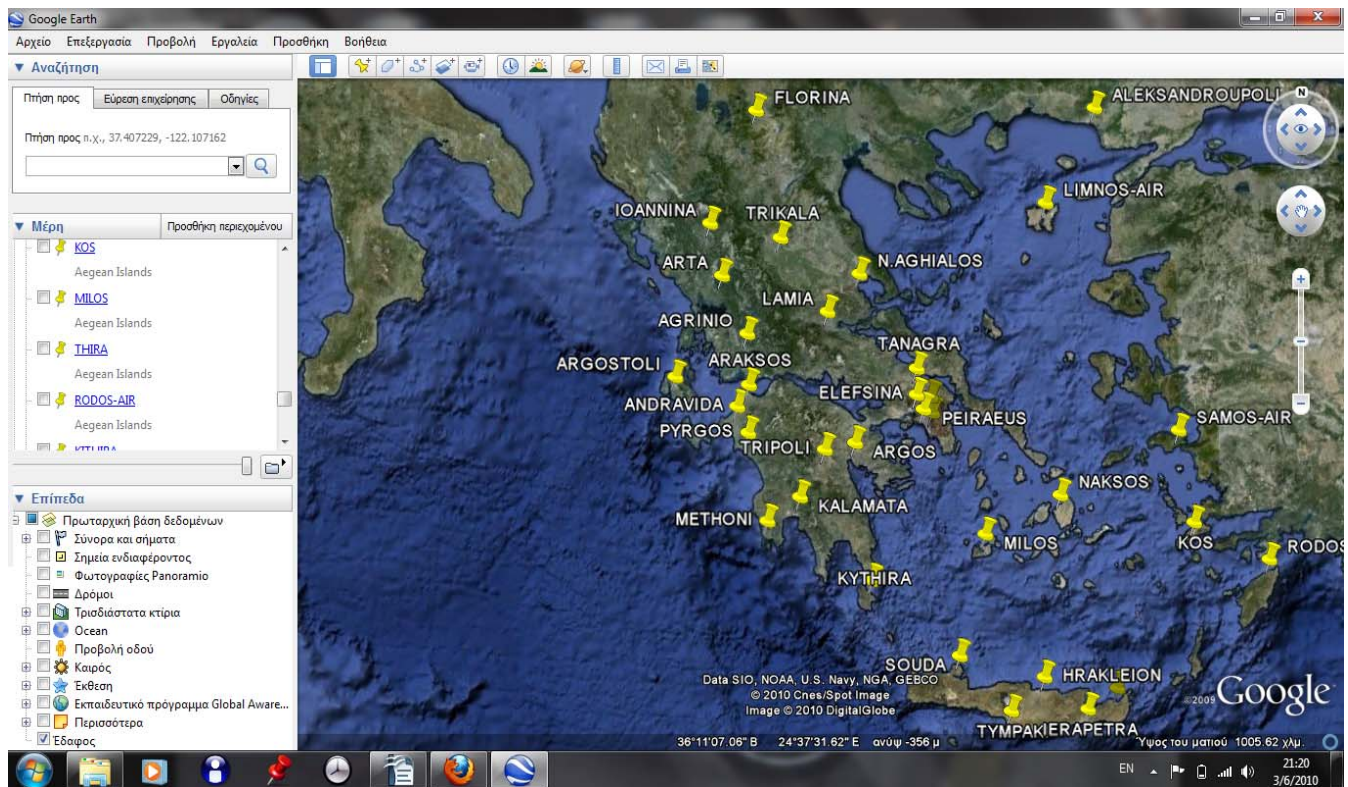 Google Earth
Αρχείο Επεξεργασία Προβολή Εργαλεία Προσθήκη Βοήθεια
Αναζήτηση
Πτήση προς Εύρεση επιχείρησης Οδηγίες
Πτήση προς π.χ., 37.407229, -122.107162
Μέρη Προσθήκη περιεχομένου
KOS
Aegean Islands
MILOS
Aegean Islands
THIRA
Aegean Islands
RODOS-AIR
Aegean Islands
KITHIRA
Επίπεδα
Πρωταρχική βάση δεδομένων
Σύνορα και σήματα
Σημεία ενδιαφέροντος
Φωτογραφίες Panoramio
Δρόμοι
Τρισδιάστατα κτίρια
Ocean
Προβολή οδού
Καιρός
Έκθεση
Εκπαιδευτικό πρόγραμμα Global Aware...
Περισσότερα
Έδαφος
FLORINA
ALEKSANDROUPOLI
N
LIMNOS-AIR
IOANNINA
TRIKALA
ARTA
N.AGHIALOS
LAMIA
AGRINIO
TANAGRA
ARGOSTOLI
ARAKSOS
ELEFSINA
ANDRAVIDA
PEIRAEUS
SAMOS-AIR
PYRGOS
TRIPOLI
ARGOS
NAKSOS
KALAMATA
METHONI
MILOS
KOS
RODOS
KYTHIRA
SOUDA
HRAKLEION
Data SIO, NOAA, U.S. Navy, NGA, GEBCO
© 2010 Cnes/Spot Image
Image © 2010 DigitalGlobe
©2009 Google
TYMPAKI
IERAPETRA
36°11'07.06" Β 24°37'31.62" Ε ανύψ -356 μ
Ύψος του ματιού 1005.62 χλμ.
EN
21:20
3/6/2010